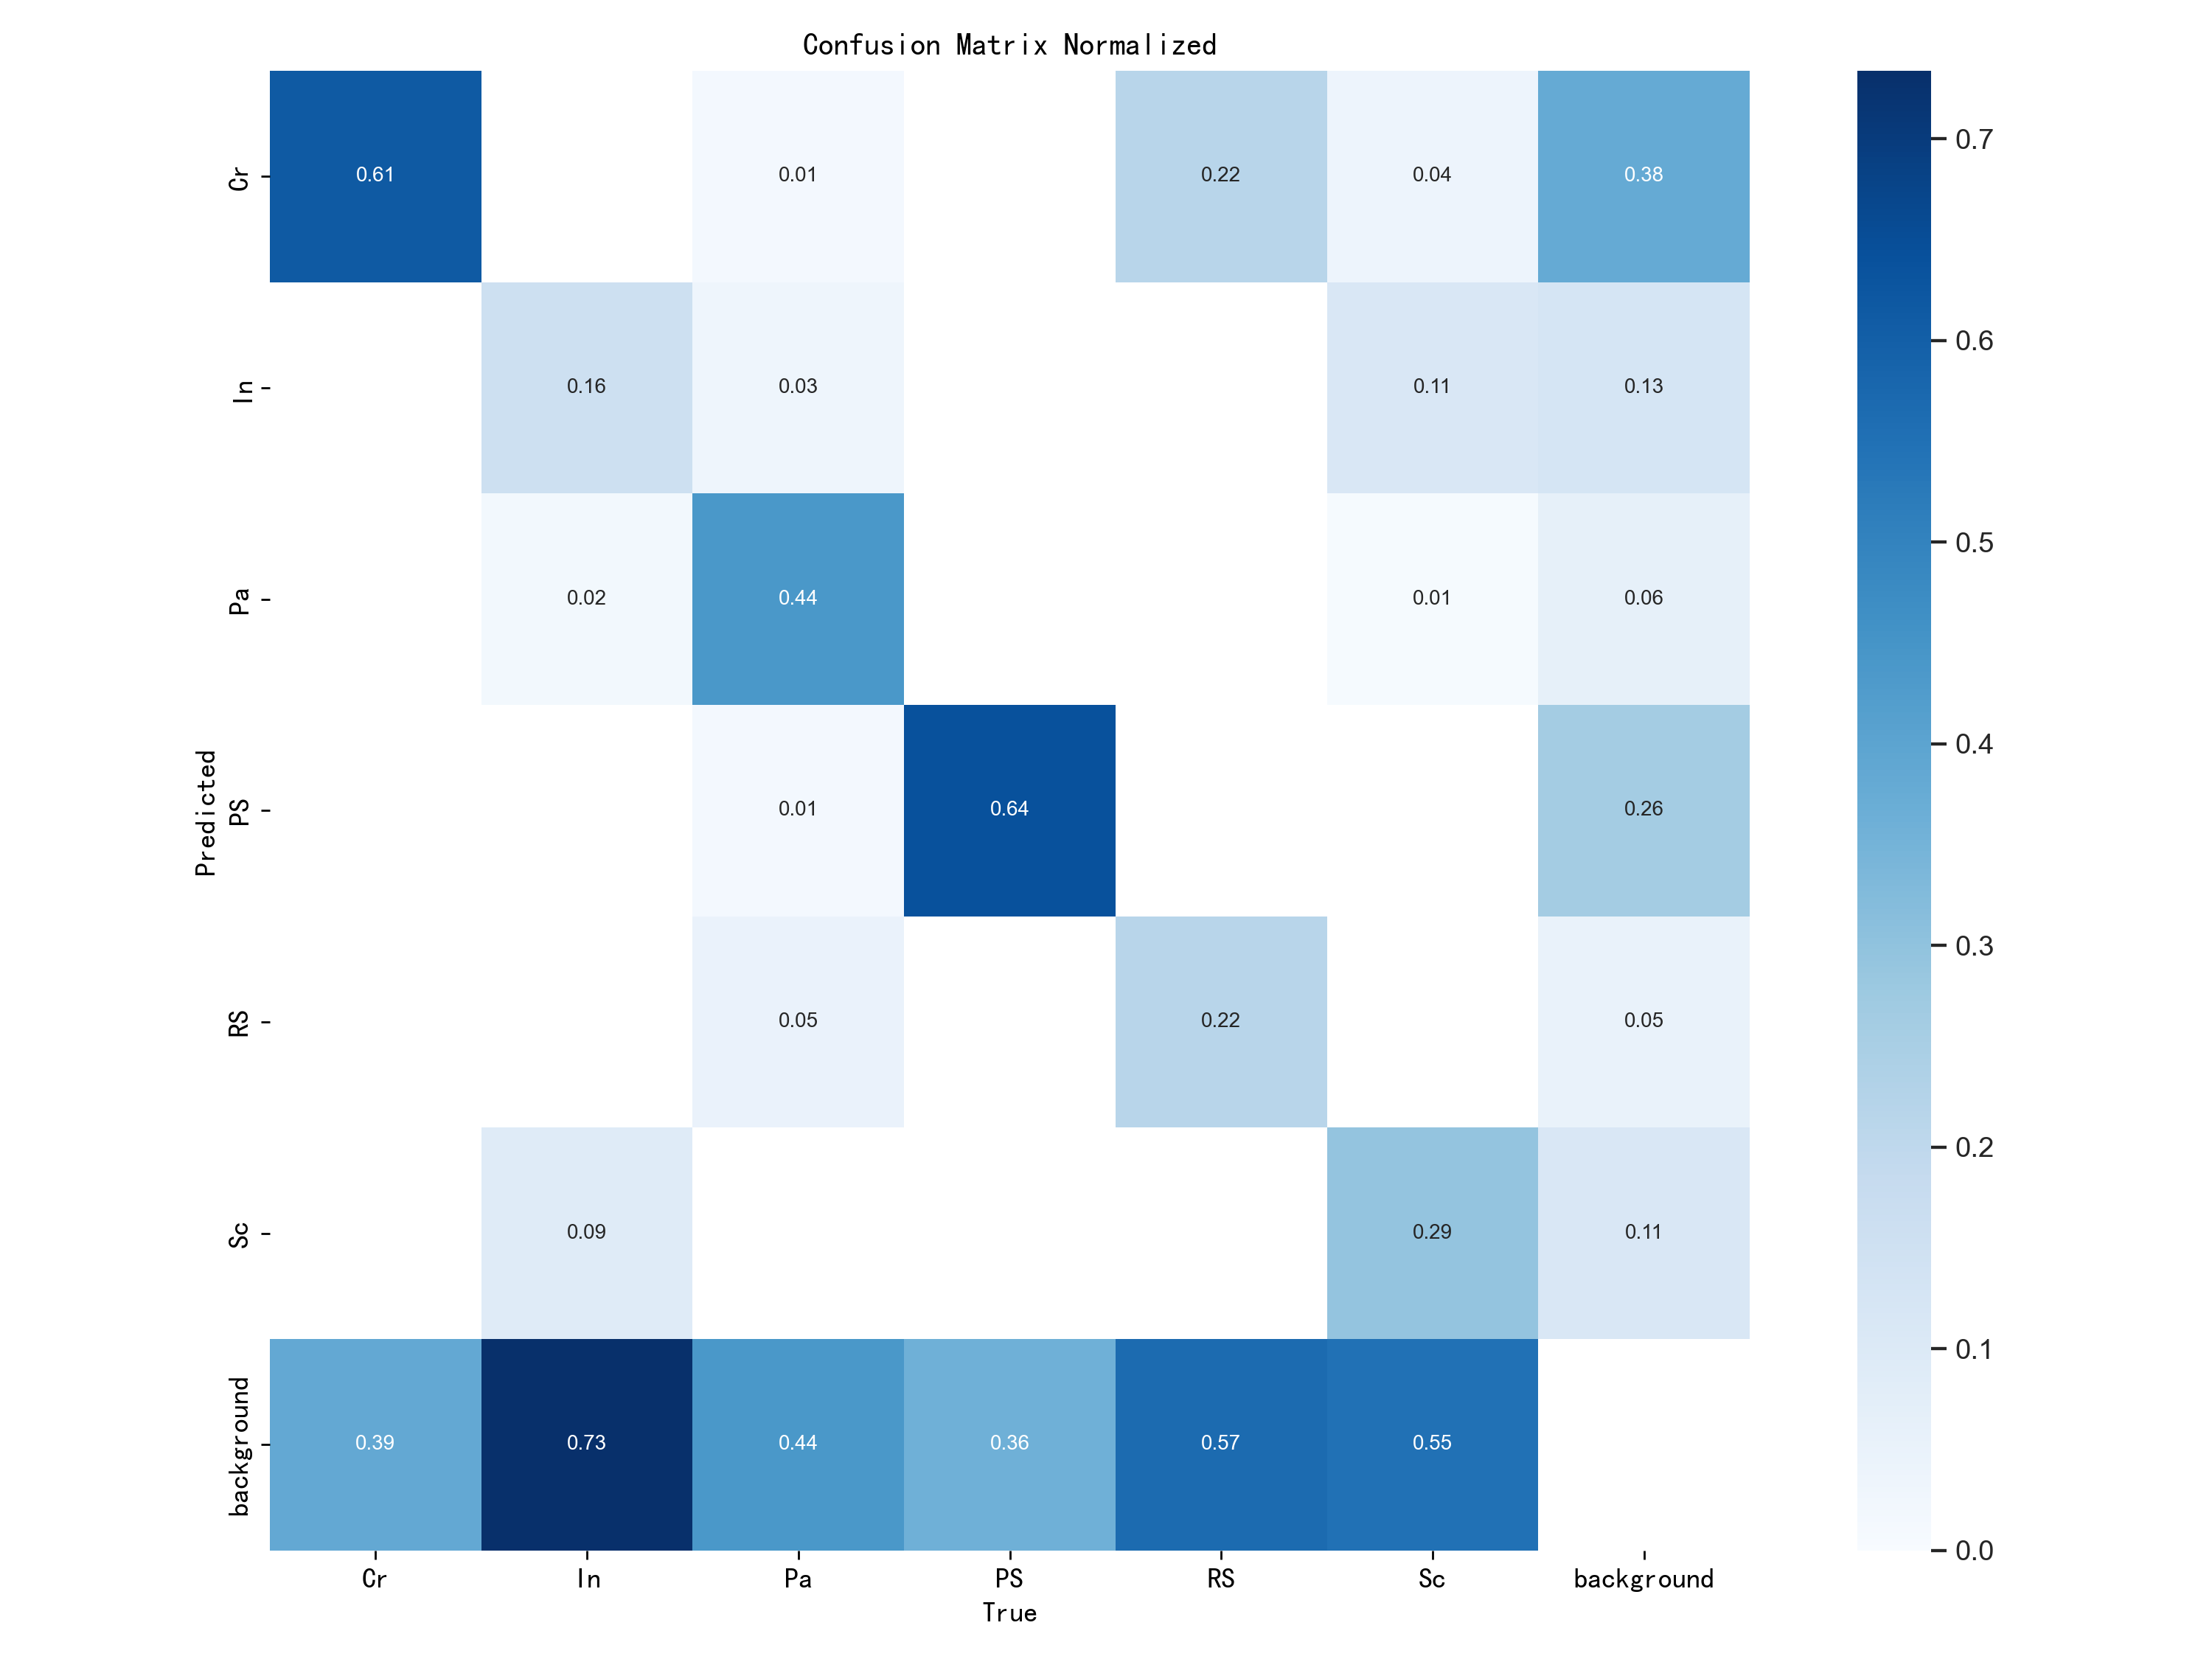 Confusion Matrix Normalized
Cr 0.61 0.01 0.22 0.04 0.38
In 0.16 0.03 0.11 0.13
Pa 0.02 0.44 0.01 0.06
PS 0.01 0.64 0.26
RS 0.05 0.22 0.05
Sc 0.09 0.29 0.11
background 0.39 0.73 0.44 0.36 0.57 0.55
Predicted
Cr In Pa PS RS Sc background
True
0.7
0.6
0.5
0.4
0.3
0.2
0.1
0.0